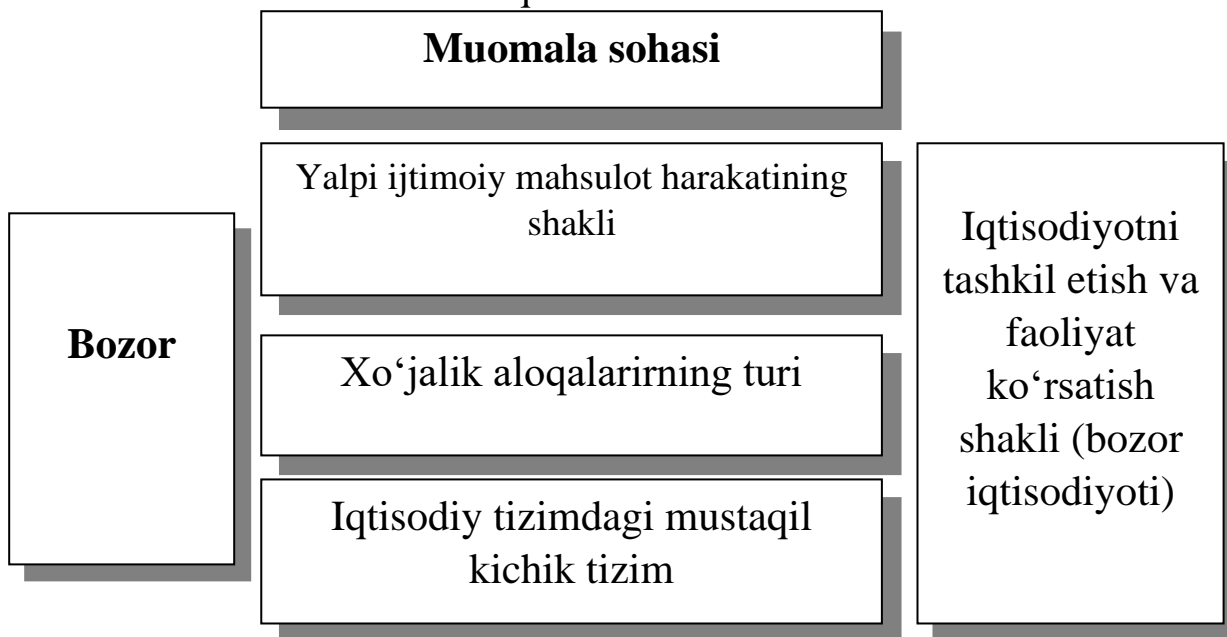 Muomala sohasi
Yalpi ijtimoiy mahsulot harakatining
shakli
Bozor
Xo‘jalik aloqalarirning turi
Iqtisodiy tizimdagi mustaqil
kichik tizim
Iqtisodiyotni
tashkil etish va
faoliyat
ko‘rsatish
shakli (bozor
iqtisodiyoti)